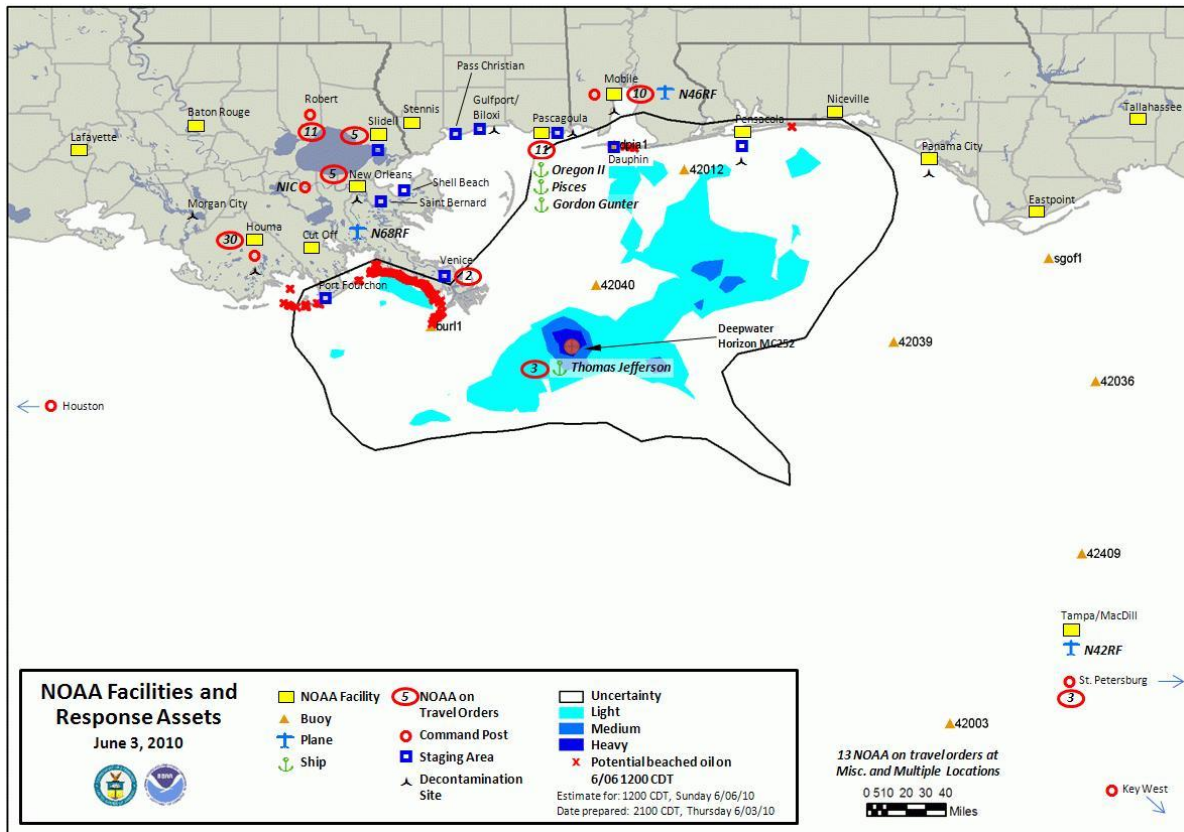 Pass Christian
Mobile
10
N46RF
Robert
Gulfport/
Biloxi
Niceville
Tallahassee
Baton Rouge
Stennis
Slidell
Pascagoula
Pensacola
Lafayette
11
5
11
dpia1
Dauphin
Panama City
5
New Orleans
Oregon II
42012
NIC
Shell Beach
Pisces
Morgan City
Saint Bernard
Gordon Gunter
Eastpoint
Houma
30
Cut Off
N68RF
sgof1
Venice
2
Port Fourchon
42040
burl1
Deepwater
Horizon MC252
42039
3
Thomas Jefferson
42036
Houston
42409
Tampa/MacDill
N42RF
St. Petersburg
3
42003
NOAA Facilities and
Response Assets
June 3, 2010
NOAA Facility
Buoy
Plane
Ship
5
NOAA on
Travel Orders
Command Post
Staging Area
Decontamination
Site
Uncertainty
Light
Medium
Heavy
Potential beached oil on
6/06 1200 CDT
Estimate for: 1200 CDT, Sunday 6/06/10
Date prepared: 2100 CDT, Thursday 6/03/10
13 NOAA on travel orders at
Misc. and Multiple Locations
0 5 10 20 30 40
Miles
Key West